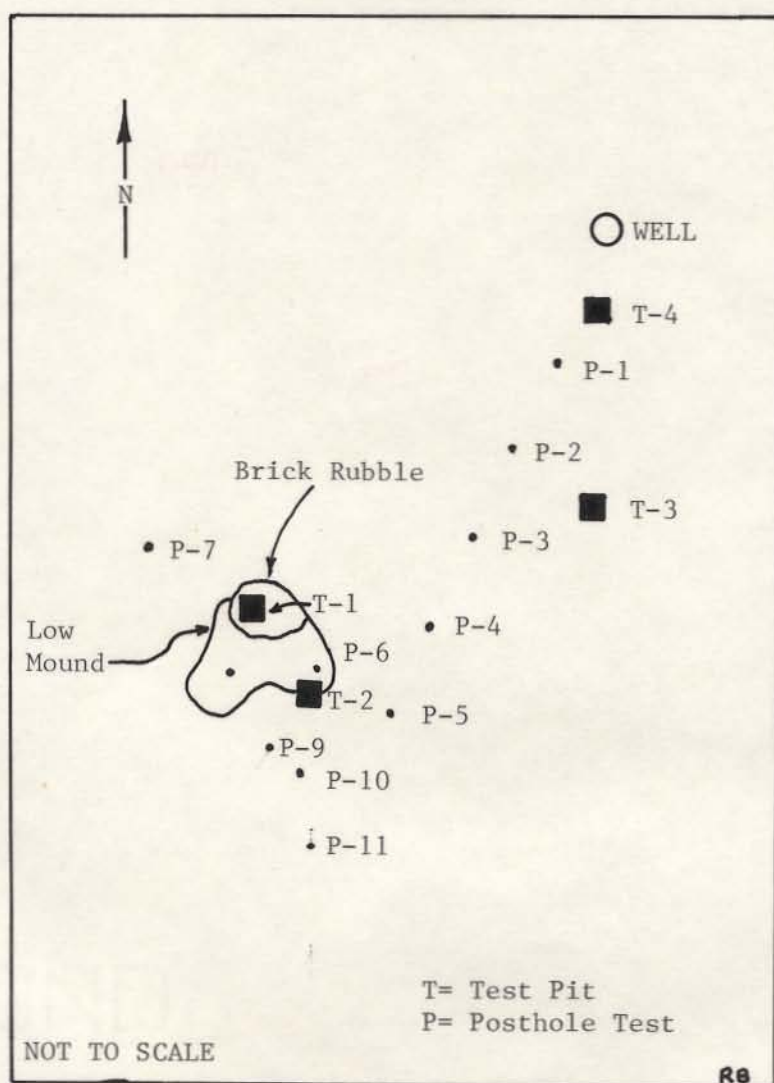 N
WELL
T-4
P-1
P-2
Brick Rubble
T-3
P-3
P-7
T-1
P-4
Low
Mound
P-6
T-2
P-5
P-9
P-10
P-11
T= Test Pit
P= Posthole Test
NOT TO SCALE
RB